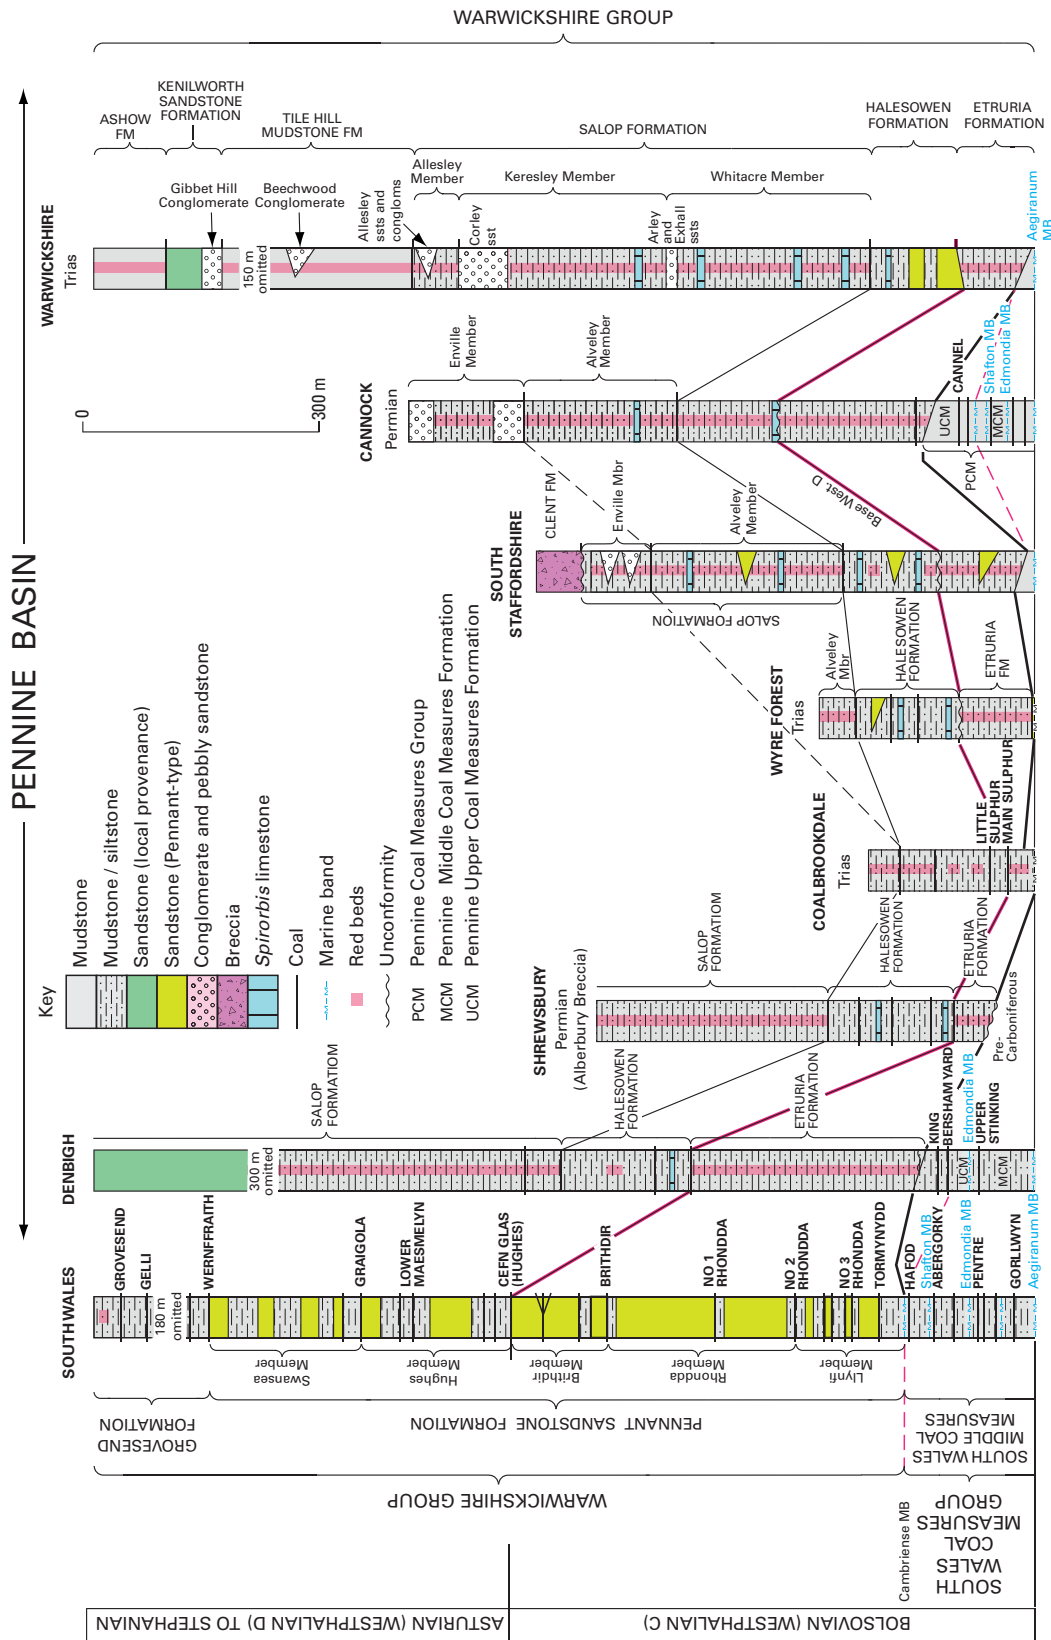 PENNINE BASIN
WARWICKSHIRE GROUP
ASHOW
FM
KENILWORTH
SANDSTONE
FORMATION
TILE HILL
MUDSTONE FM
SALOP FORMATION
HALESOWEN
FORMATION
ETRURIA
FORMATION
Gibbet Hill
Conglomerate
Beechwood
Conglomerate
Allesley
ssts and
congloms
Allesley
Member
Keresley Member
Corley
sst
Arley
and
Exhall
ssts
Whitacre Member
Aegiranum
MB
WARWICKSHIRE
Trias
150 m
omitted
0
300 m
CANNOCK
Permian
Enville
Member
Alveley
Member
CANNEL
Shafton MB
Edmondia MB
UCM
MCM
PCM
Base West. D
SOUTH
STAFFORDSHIRE
CLENT FM
Enville Mbr
Alveley
Member
SALOP FORMATION
WYRE FOREST
Trias
Alveley
Mbr
HALESOWEN
FORMATION
ETRURIA
FM
COALBROOKDALE
Trias
LITTLE
SULPHUR
MAIN SULPHUR
Key
Mudstone
Mudstone / siltstone
Sandstone (local provenance)
Sandstone (Pennant-type)
Conglomerate and pebbly sandstone
Breccia
Spirorbis limestone
Coal
Marine band
Red beds
Unconformity
PCM Pennine Coal Measures Group
MCM Pennine Middle Coal Measures Formation
UCM Pennine Upper Coal Measures Formation
SHREWSBURY
Permian
(Alberbury Breccia)
SALOP
FORMATIOM
HALESOWEN
FORMATION
ETRURIA
FORMATION
Pre-
Carboniferous
DENBIGH
300 m
omitted
SALOP
FORMATIOM
HALESOWEN
FORMATION
ETRURIA
FORMATION
KING
BERSHAM YARD
Edmondia MB
UPPER
STINKING
UCM
MCM
SOUTH WALES
180 m
omitted
GROVESEND
GELLI
WERNFFRAITH
GRAIGOLA
LOWER
MAESMELYN
CEFN GLAS
(HUGHES)
BRITHDIR
NO 1
RHONDDA
NO 2
RHONDDA
NO 3
RHONDDA
TORMYNYDD
HAFOD
Shafton MB
ABERGORKY
Edmondia MB
PENTRE
GORLLWYN
Aegiranum MB
Swansea
Member
Hughes
Member
Brithdir
Member
Rhondda
Member
Llynfi
Member
GROVESEND
FORMATION
PENNANT SANDSTONE FORMATION
SOUTH WALES
MIDDLE COAL
MEASURES
WARWICKSHIRE GROUP
Cambriense MB
SOUTH
WALES
COAL
MEASURES
GROUP
ASTURIAN (WESTPHALIAN D) TO STEPHANIAN
BOLSOVIAN (WESTPHALIAN C)